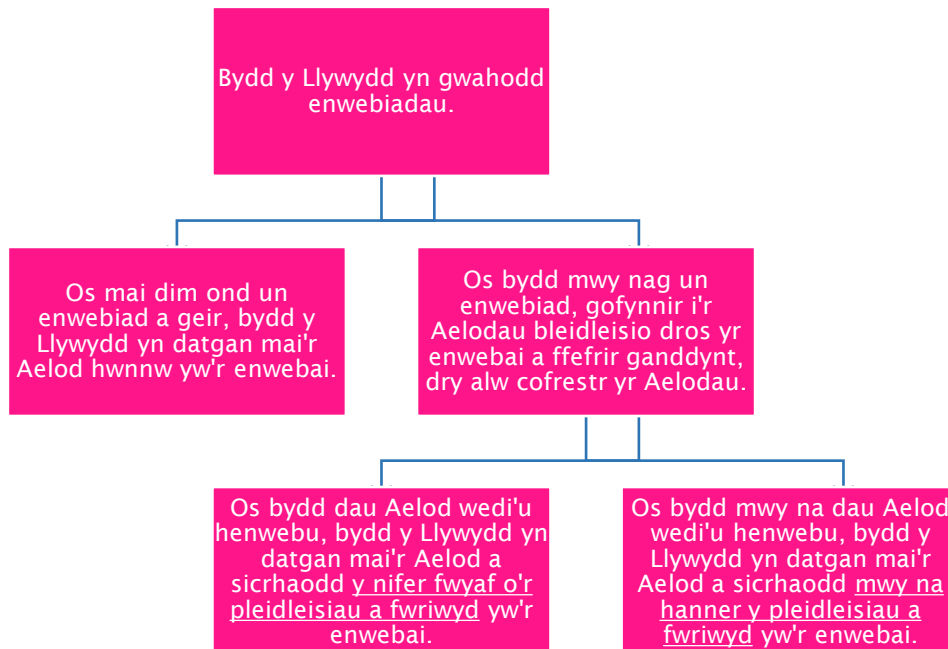 Bydd y Llywydd yn gwahodd
enwebiadau.
Os mai dim ond un
enwebiad a geir, bydd y
Llywydd yn datgan mai'r
Aelod hwnnw yw'r enwebai.
Os bydd mwy nag un
enwebiad, gofynnir i'r
Aelodau bleidleisio dros yr
enwebai a ffefrir ganddynt,
dry alw cofrestr yr Aelodau.
Os bydd dau Aelod wedi'u
henwebu, bydd y Llywydd yn
datgan mai'r Aelod a
sicrhaodd y nifer fwyaf o'r
pleidleisiau a fwriwyd yw'r
enwebai.
Os bydd mwy na dau Aelod
wedi'u henwebu, bydd y
Llywydd yn datgan mai'r
Aelod a sicrhaodd mwy na
hanner y pleidleisiau a
fwriwyd yw'r enwebai.